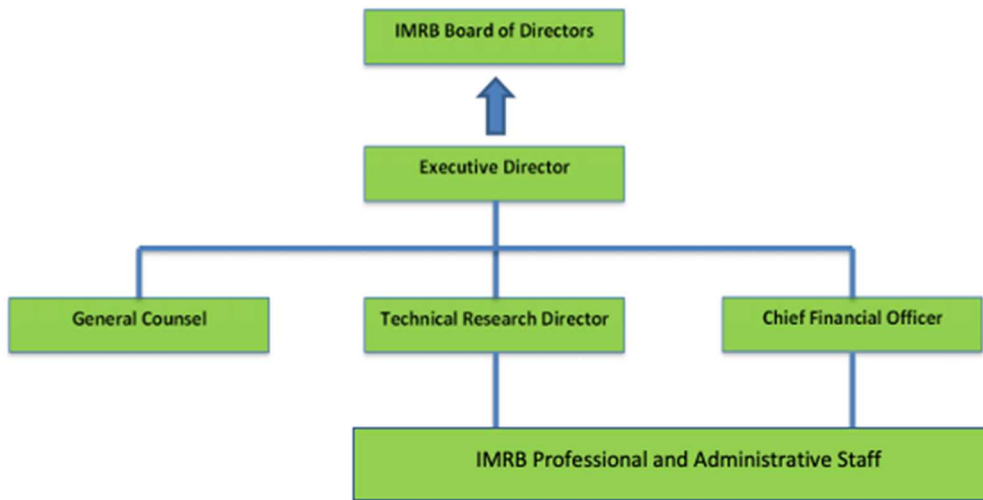 IMRB Board of Directors
Executive Director
General Counsel
Technical Research Director
Chief Financial Officer
IMRB Professional and Administrative Staff